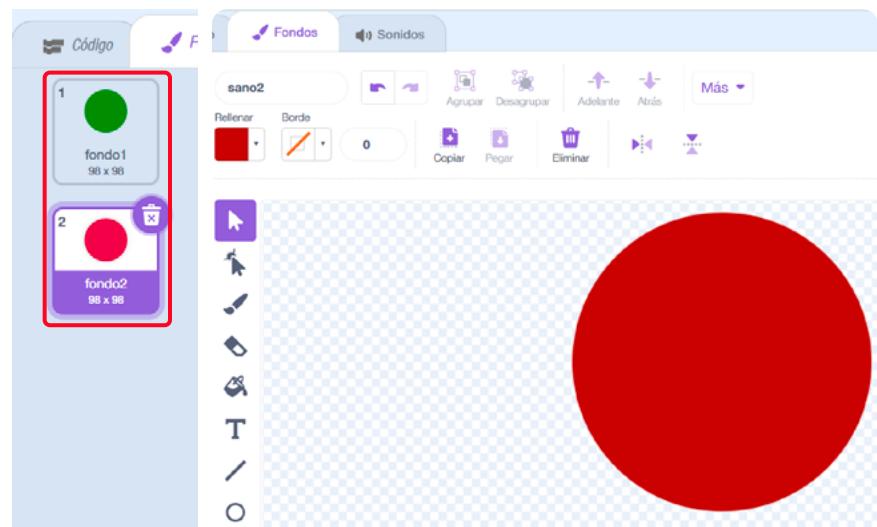 Código
F
1
fondo1
98 x 98
2
fondo2
98 x 98
Fondos
Sonidos
sano2
Agrupar Desagrupar Adelante Atrás Más
Rellenar Borde
0
Copiar Pegar Eliminar
T